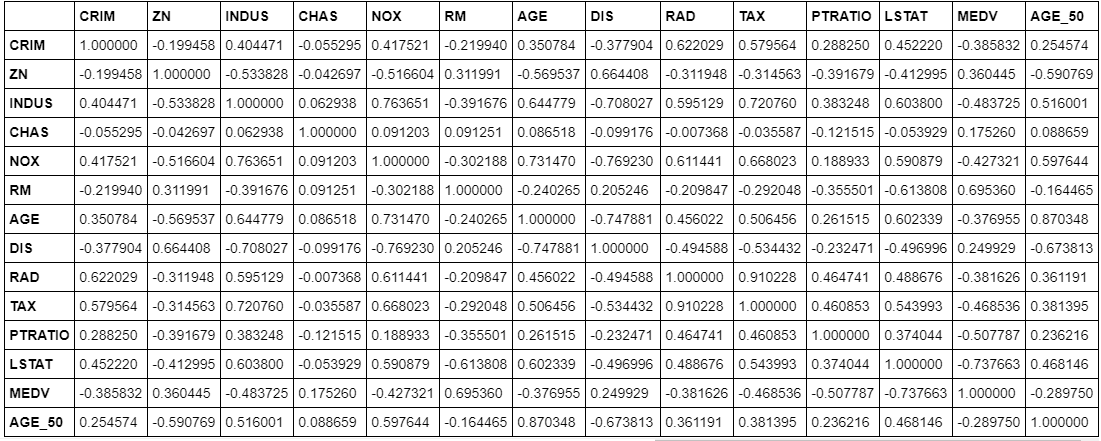 CRIM ZN INDUS CHAS NOX RM AGE DIS RAD TAX PTRATIO LSTAT MEDV AGE_50
CRIM 1.000000 -0.199458 0.404471 -0.055295 0.417521 -0.219940 0.350784 -0.377904 0.622029 0.579564 0.288250 0.452220 -0.385832 0.254574
ZN -0.199458 1.000000 -0.533828 -0.042697 -0.516604 0.311991 -0.569537 0.664408 -0.311948 -0.314563 -0.391679 -0.412995 0.360445 -0.590769
INDUS 0.404471 -0.533828 1.000000 0.062938 0.763651 -0.391676 0.644779 -0.708027 0.595129 0.720760 0.383248 0.603800 -0.483725 0.516001
CHAS -0.055295 -0.042697 0.062938 1.000000 0.091203 0.091251 0.086518 -0.099176 -0.007368 -0.035587 -0.121515 -0.053929 0.175260 0.088659
NOX 0.417521 -0.516604 0.763651 0.091203 1.000000 -0.302188 0.731470 -0.769230 0.611441 0.668023 0.188933 0.590879 -0.427321 0.597644
RM -0.219940 0.311991 -0.391676 0.091251 -0.302188 1.000000 -0.240265 0.205246 -0.209847 -0.292048 -0.355501 -0.613808 0.695360 -0.164465
AGE 0.350784 -0.569537 0.644779 0.086518 0.731470 -0.240265 1.000000 -0.747881 0.456022 0.506456 0.261515 0.602339 -0.376955 0.870348
DIS -0.377904 0.664408 -0.708027 -0.099176 -0.769230 0.205246 -0.747881 1.000000 -0.494588 -0.534432 -0.232471 -0.496996 0.249929 -0.673813
RAD 0.622029 -0.311948 0.595129 -0.007368 0.611441 -0.209847 0.456022 -0.494588 1.000000 0.910228 0.464741 0.488676 -0.381626 0.361191
TAX 0.579564 -0.314563 0.720760 -0.035587 0.668023 -0.292048 0.506456 -0.534432 0.910228 1.000000 0.460853 0.543993 -0.468536 0.381395
PTRATIO 0.288250 -0.391679 0.383248 -0.121515 0.188933 -0.355501 0.261515 -0.232471 0.464741 0.460853 1.000000 0.374044 -0.507787 0.236216
LSTAT 0.452220 -0.412995 0.603800 -0.053929 0.590879 -0.613808 0.602339 -0.496996 0.488676 0.543993 0.374044 1.000000 -0.737663 0.468146
MEDV -0.385832 0.360445 -0.483725 0.175260 -0.427321 0.695360 -0.376955 0.249929 -0.381626 -0.468536 -0.507787 -0.737663 1.000000 -0.289750
AGE_50 0.254574 -0.590769 0.516001 0.088659 0.597644 -0.164465 0.870348 -0.673813 0.361191 0.381395 0.236216 0.468146 -0.289750 1.000000